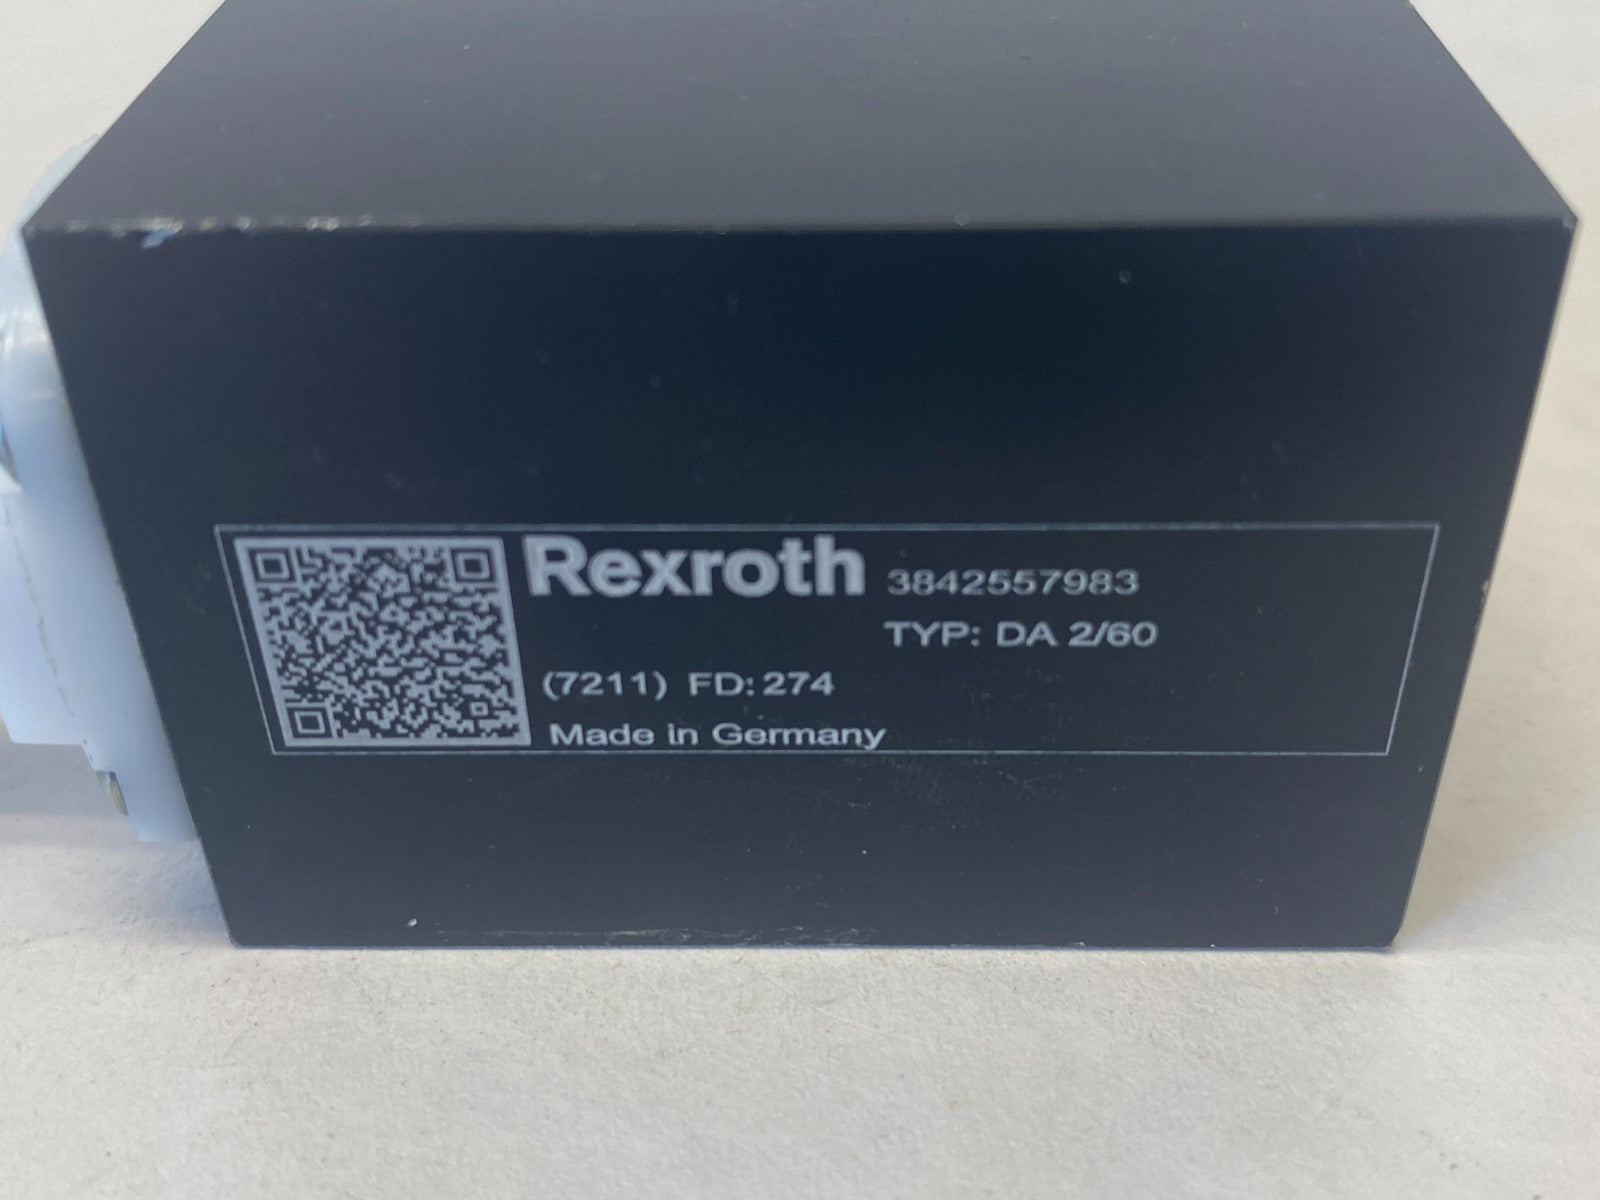 Rexroth 3842557983
TYP: DA 2/60
(7211) FD: 274
Made in Germany